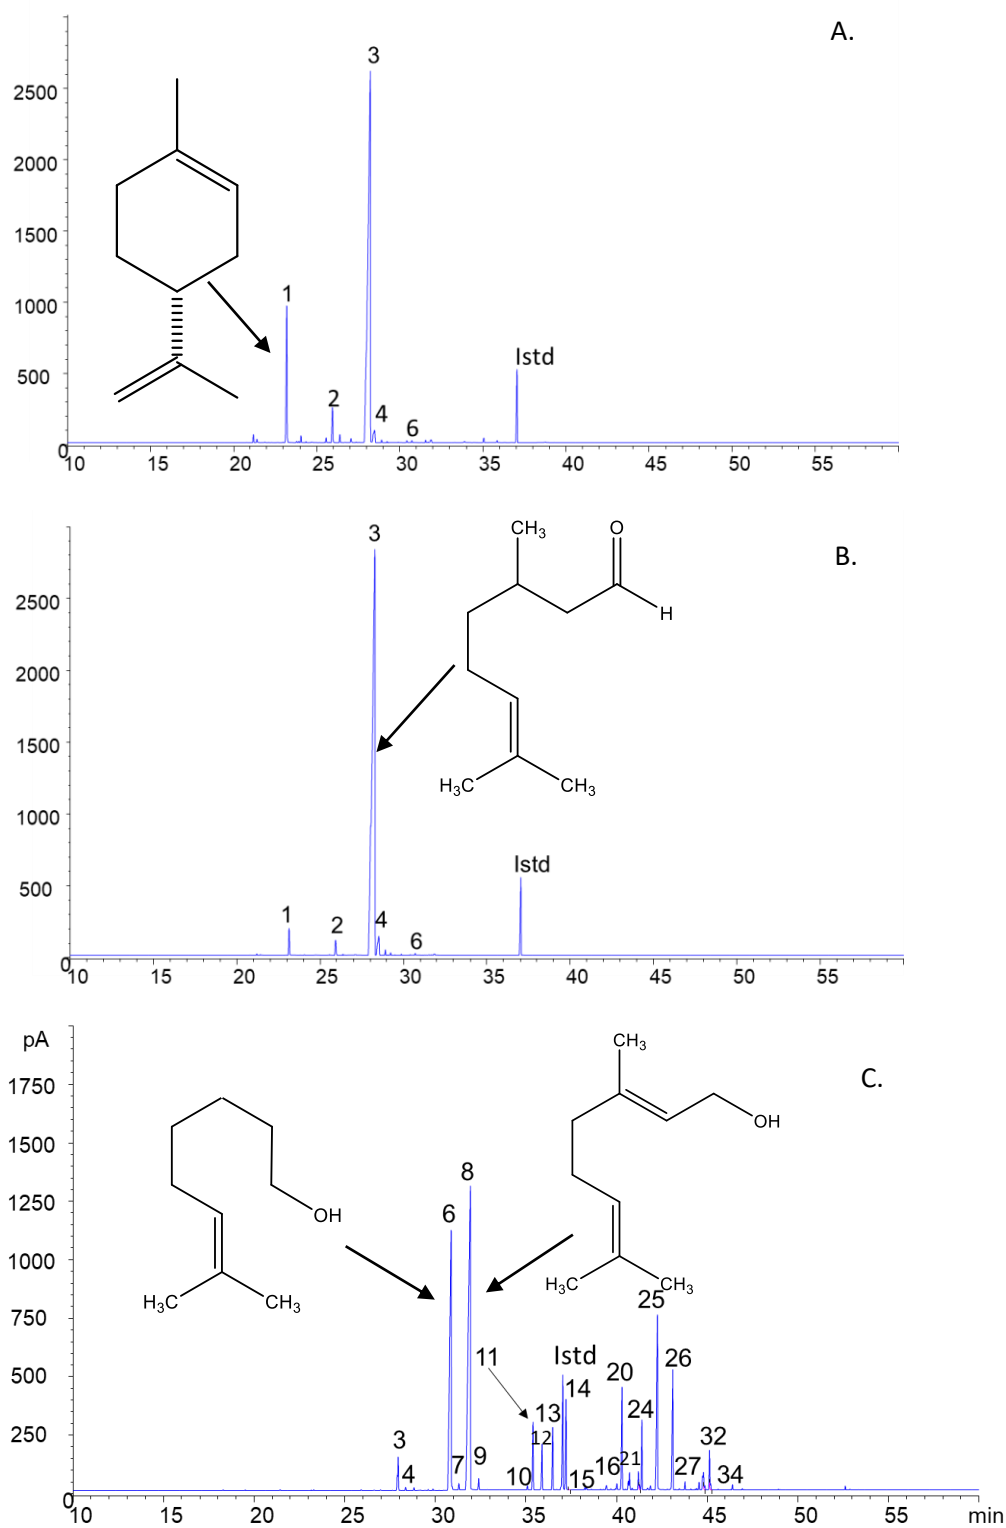 A.
3
2500
2000
1500
1000
1
500
Istd
2
4
6
0
10 15 20 25 30 35 40 45 50 55
CH₃
O
3
B.
H
2500
2000
1500
H₃C
CH₃
1000
Istd
500
1
2
4
6
0
10 15 20 25 30 35 40 45 50 55
pA
CH₃
C.
1750
OH
1500
8
1250
6
OH
1000
H₃C
CH₃
H₃C
CH₃
25
750
11
Istd
26
500
20
14
13
24
250
3
12
9
7
4
10
15
16
21
27
32
34
0
10 15 20 25 30 35 40 45 50 min